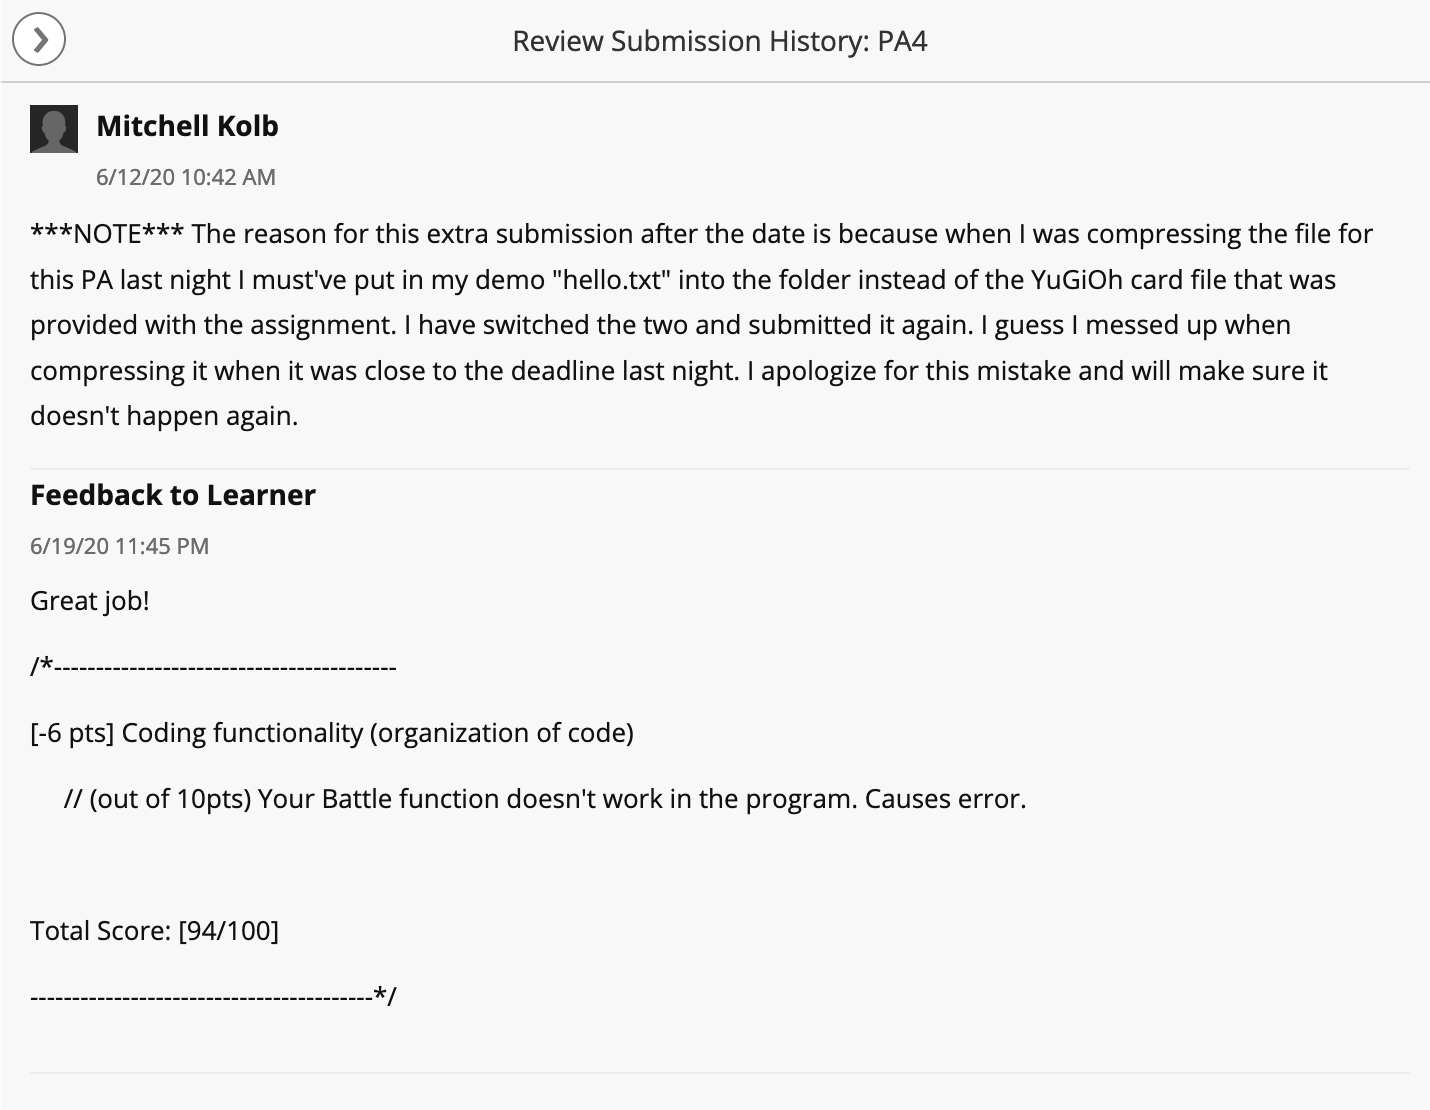 Review Submission History: PA4
Mitchell Kolb
6/12/20 10:42 AM
***NOTE*** The reason for this extra submission after the date is because when I was compressing the file for
this PA last night I must've put in my demo "hello.txt" into the folder instead of the YuGiOh card file that was
provided with the assignment. I have switched the two and submitted it again. I guess I messed up when
compressing it when it was close to the deadline last night. I apologize for this mistake and will make sure it
doesn't happen again.
Feedback to Learner
6/19/20 11:45 PM
Great job!
/*-----------------------------------------
[-6 pts] Coding functionality (organization of code)
// (out of 10pts) Your Battle function doesn't work in the program. Causes error.
Total Score: [94/100]
-----------------------------------------*/